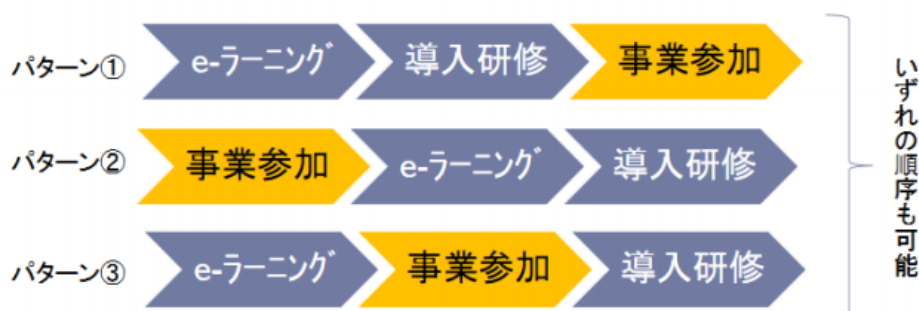 パターン① e-ラーニング 導入研修 事業参加
パターン② 事業参加 e-ラーニング 導入研修
パターン③ e-ラーニング 事業参加 導入研修
いずれの順序も可能